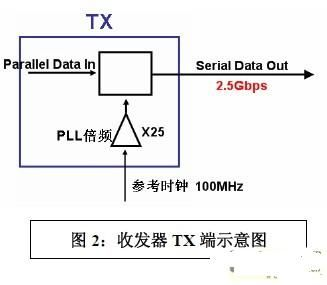 TX
Parallel Data In
Serial Data Out
2.5Gbps
PLL倍频
X25
参考时钟 100MHz
图 2：收发器 TX 端示意图